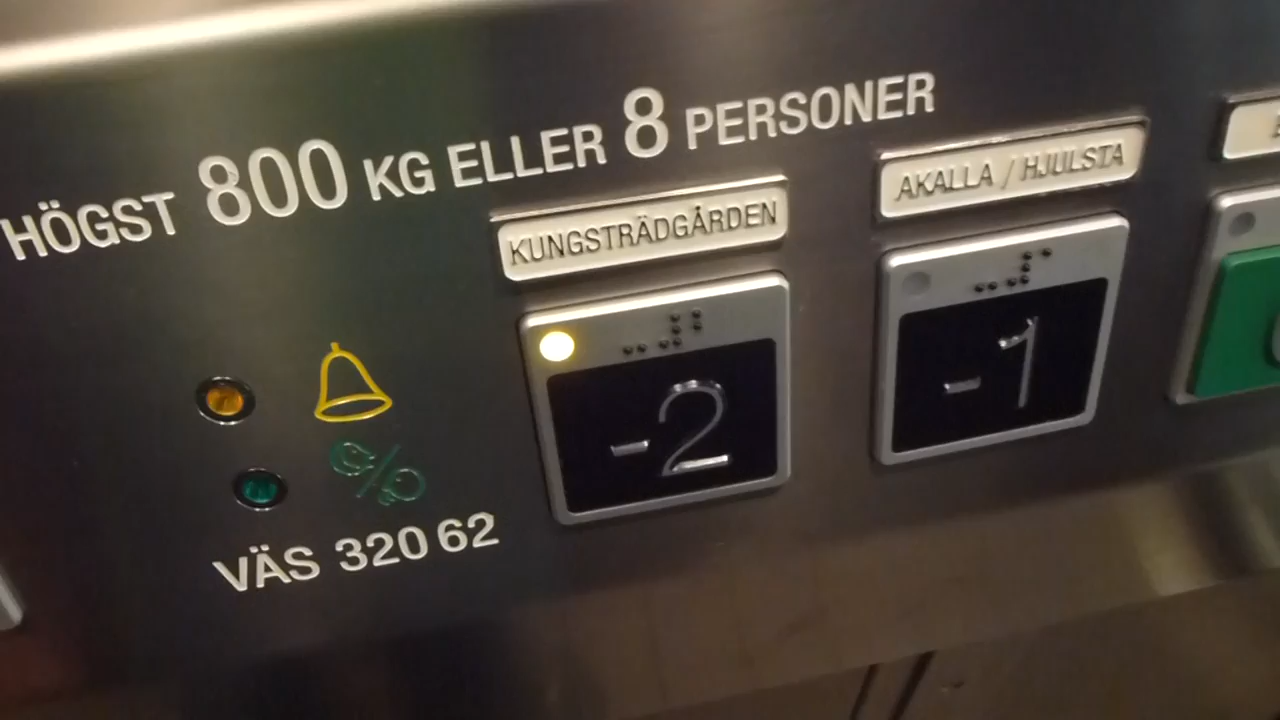 HÖGST 800 KG ELLER 8 PERSONER
KUNGSTRÄDGÅRDEN
AKALLA / HJULSTA
-2
-1
VÄS 320 62